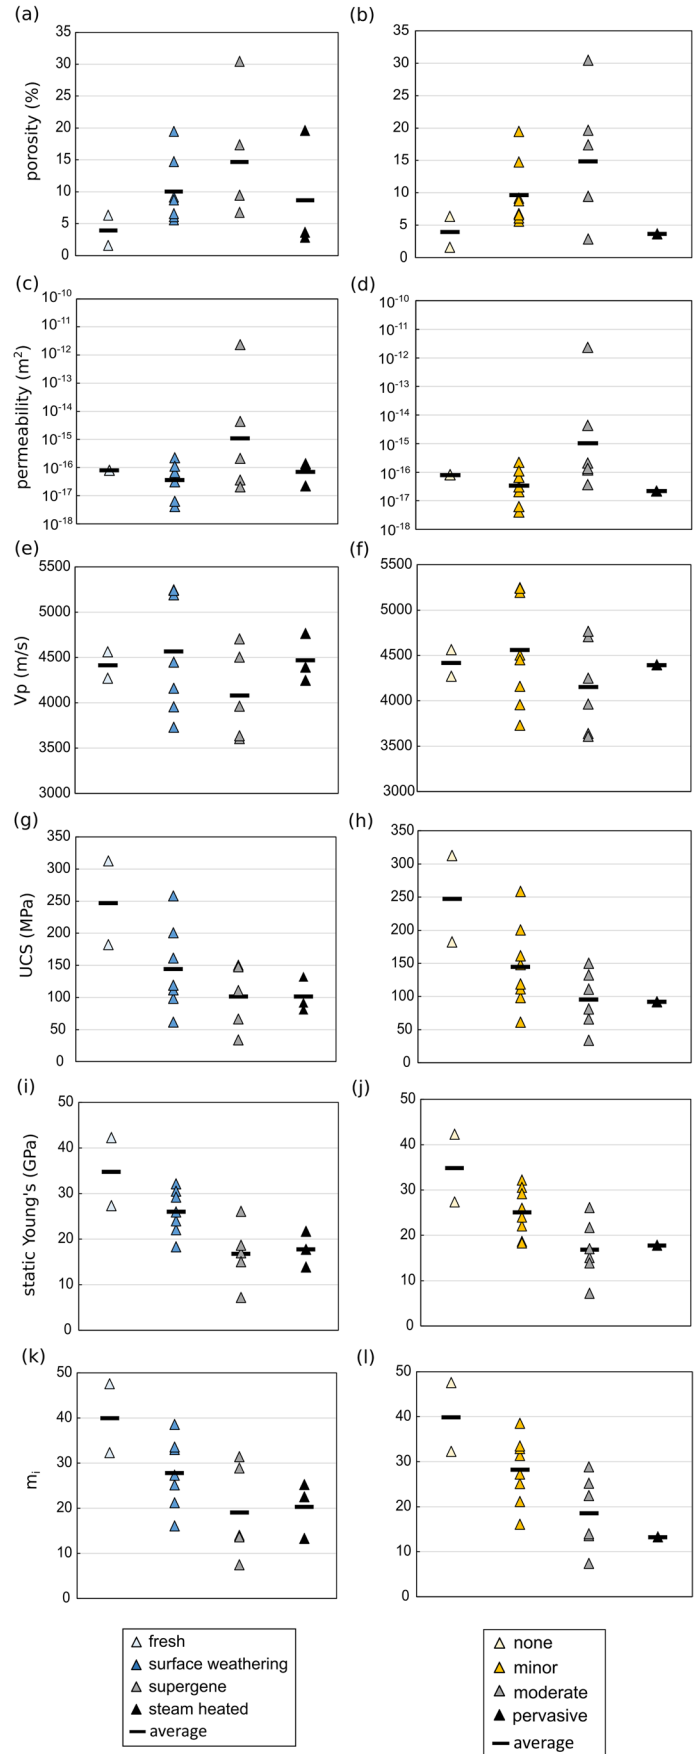 (a) (b)
porosity (%)
35 35
30 30
25 25
20 20
15 15
10 10
5 5
0 0
(c) (d)
permeability (m²)
10⁻¹⁰ 10⁻¹⁰
10⁻¹¹ 10⁻¹¹
10⁻¹² 10⁻¹²
10⁻¹³ 10⁻¹³
10⁻¹⁴ 10⁻¹⁴
10⁻¹⁵ 10⁻¹⁵
10⁻¹⁶ 10⁻¹⁶
10⁻¹⁷ 10⁻¹⁷
10⁻¹⁸ 10⁻¹⁸
(e) (f)
Vp (m/s)
5500 5500
5000 5000
4500 4500
4000 4000
3500 3500
3000 3000
(g) (h)
UCS (MPa)
350 350
300 300
250 250
200 200
150 150
100 100
50 50
0 0
(i) (j)
static Young's (GPa)
50 50
40 40
30 30
20 20
10 10
0 0
(k) (l)
mᵢ
50 50
40 40
30 30
20 20
10 10
0 0
fresh
surface weathering
supergene
steam heated
average
none
minor
moderate
pervasive
average